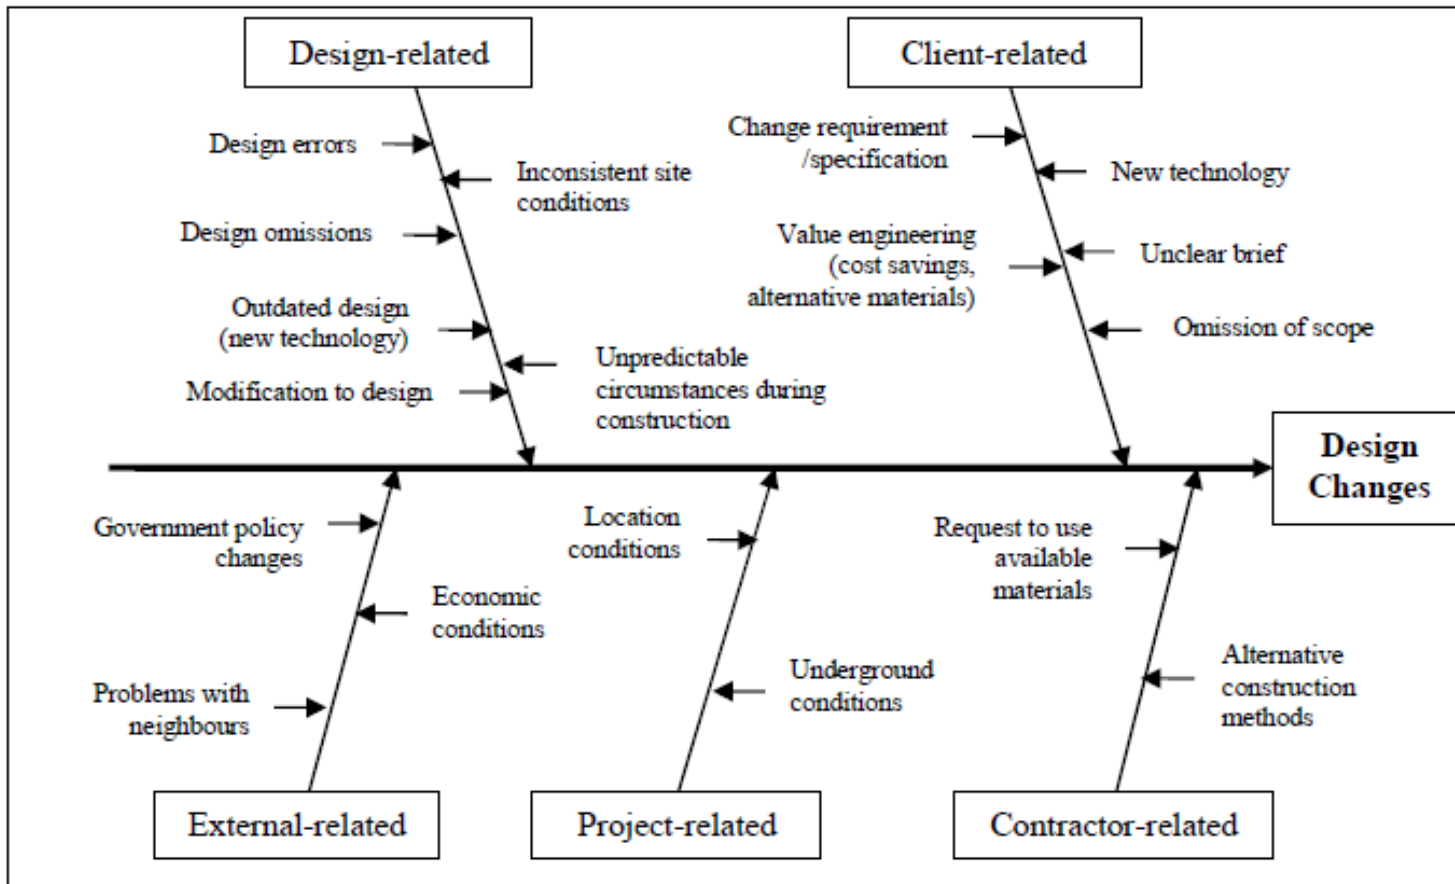 Design-related
Client-related
Design errors
Inconsistent site
conditions
Design omissions
Outdated design
(new technology)
Unpredictable
circumstances during
construction
Modification to design
Change requirement
/specification
New technology
Value engineering
(cost savings,
alternative materials)
Unclear brief
Omission of scope
Design
Changes
Government policy
changes
Economic
conditions
Problems with
neighbours
Location
conditions
Underground
conditions
Request to use
available
materials
Alternative
construction
methods
External-related
Project-related
Contractor-related